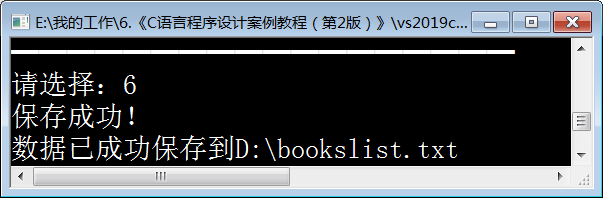 E:\我的工作\6.《C语言程序设计案例教程（第2版）》\vs2019c...
请选择：6
保存成功！
数据已成功保存到D:\bookslist.txt